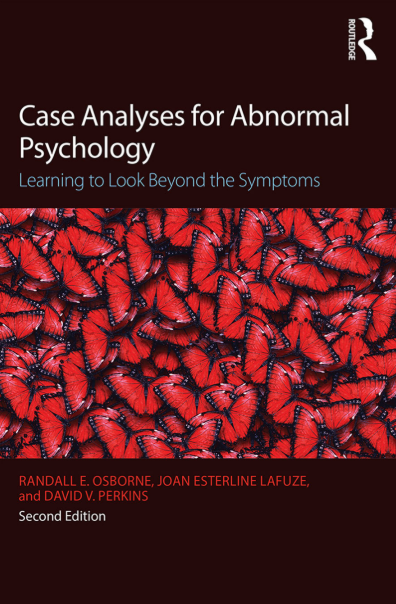 ROUTLEDGE
Case Analyses for Abnormal
Psychology
Learning to Look Beyond the Symptoms
RANDALL E. OSBORNE, JOAN ESTERLINE LAFUZE,
and DAVID V. PERKINS
Second Edition